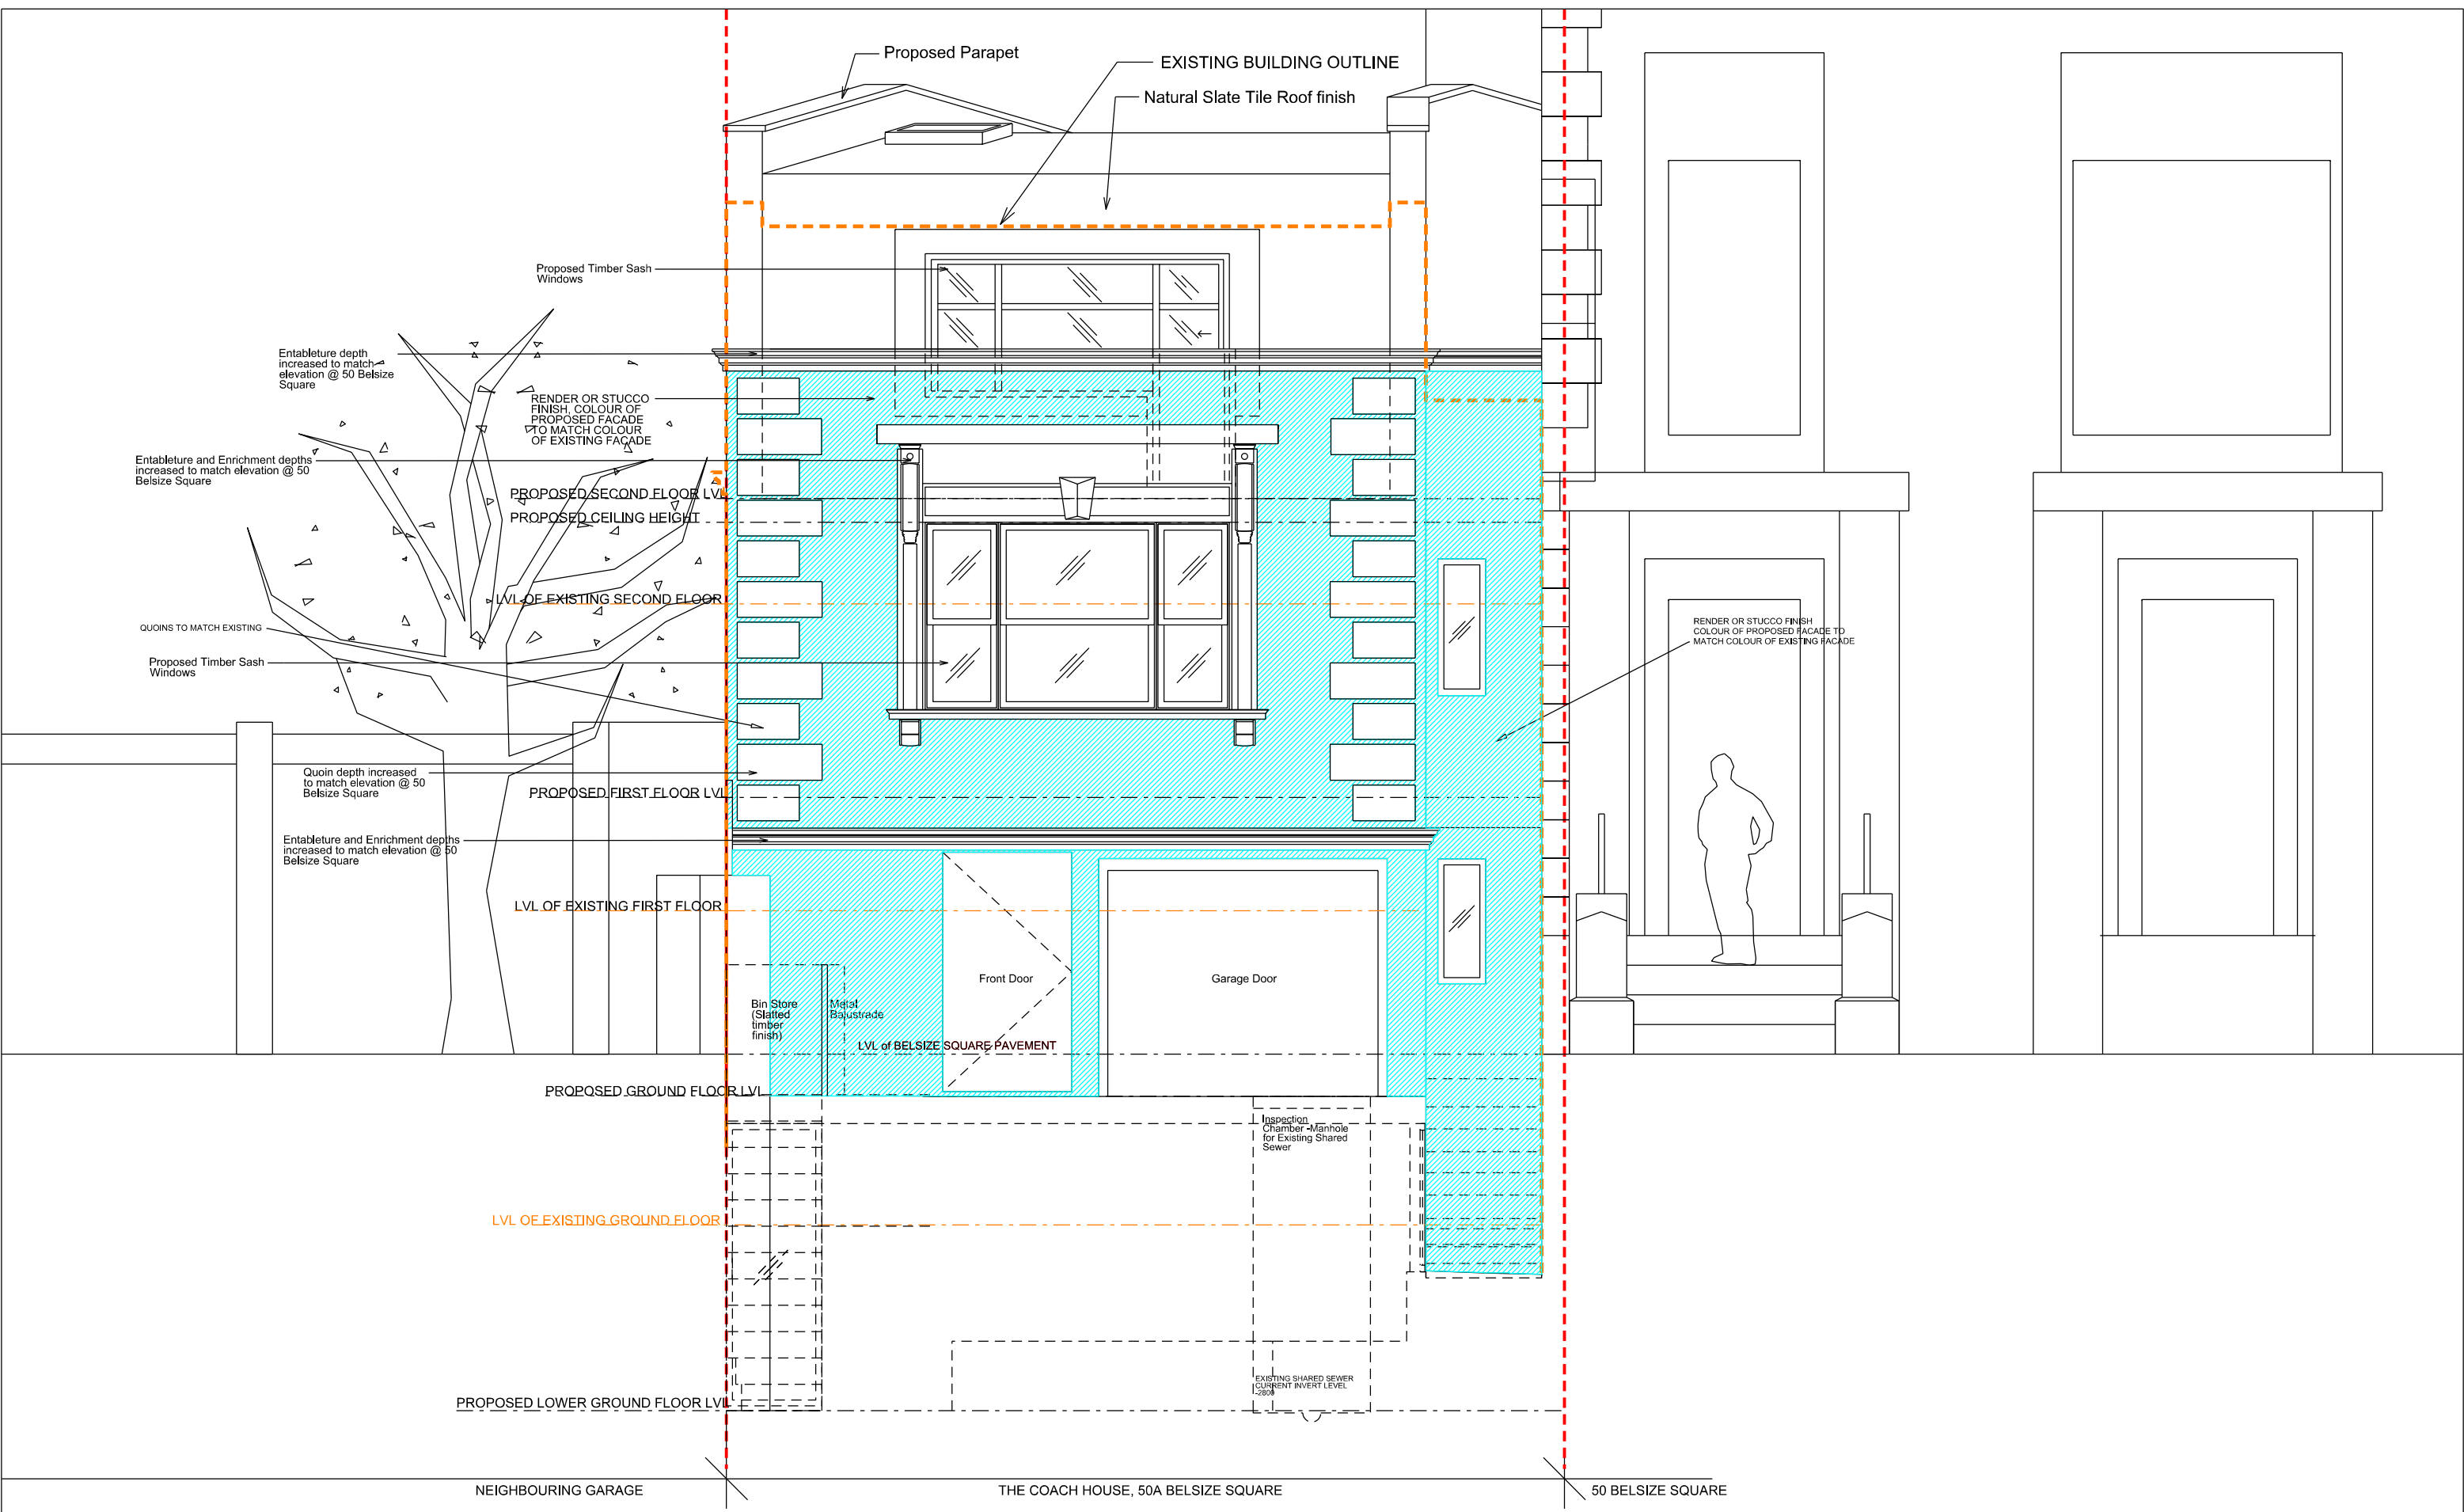 Proposed Parapet
EXISTING BUILDING OUTLINE
Natural Slate Tile Roof finish
Proposed Timber Sash
Windows
Entableture depth
increased to match
elevation @ 50 Belsize
Square
RENDER OR STUCCO
FINISH, COLOUR OF
PROPOSED FACADE
TO MATCH COLOUR
OF EXISTING FACADE
Entableture and Enrichment depths
increased to match elevation @ 50
Belsize Square
PROPOSED SECOND FLOOR LVL
PROPOSED CEILING HEIGHT
LVL OF EXISTING SECOND FLOOR
QUOINS TO MATCH EXISTING
RENDER OR STUCCO FINISH
COLOUR OF PROPOSED FACADE TO
MATCH COLOUR OF EXISTING FACADE
Proposed Timber Sash
Windows
Quoin depth increased
to match elevation @ 50
Belsize Square
PROPOSED FIRST FLOOR LVL
Entableture and Enrichment depths
increased to match elevation @ 50
Belsize Square
LVL OF EXISTING FIRST FLOOR
Front Door
Garage Door
Bin Store
(Slatted
timber
finish)
Metal
Balustrade
LVL of BELSIZE SQUARE PAVEMENT
PROPOSED GROUND FLOOR LVL
Inspection
Chamber -Manhole
for Existing Shared
Sewer
LVL OF EXISTING GROUND FLOOR
EXISTING SHARED SEWER
CURRENT INVERT LEVEL
-2800
PROPOSED LOWER GROUND FLOOR LVL
NEIGHBOURING GARAGE
THE COACH HOUSE, 50A BELSIZE SQUARE
50 BELSIZE SQUARE